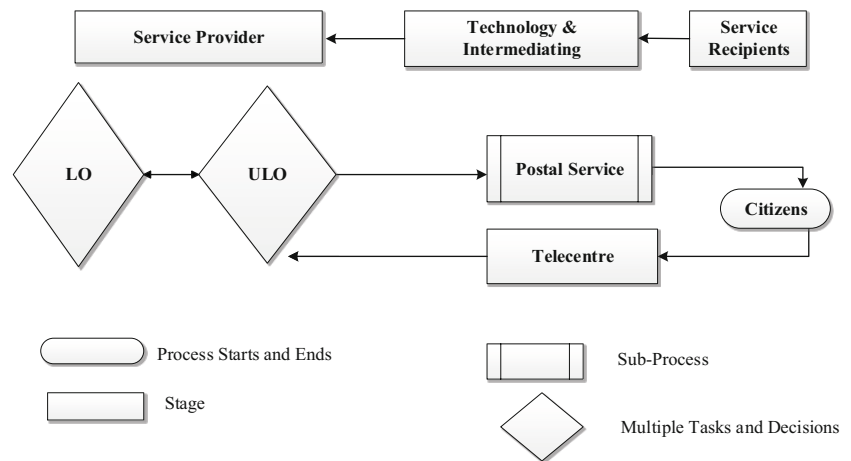 Service Provider
Technology &
Intermediating
Service
Recipients
LO
ULO
Postal Service
Citizens
Telecentre
Process Starts and Ends
Sub-Process
Stage
Multiple Tasks and Decisions